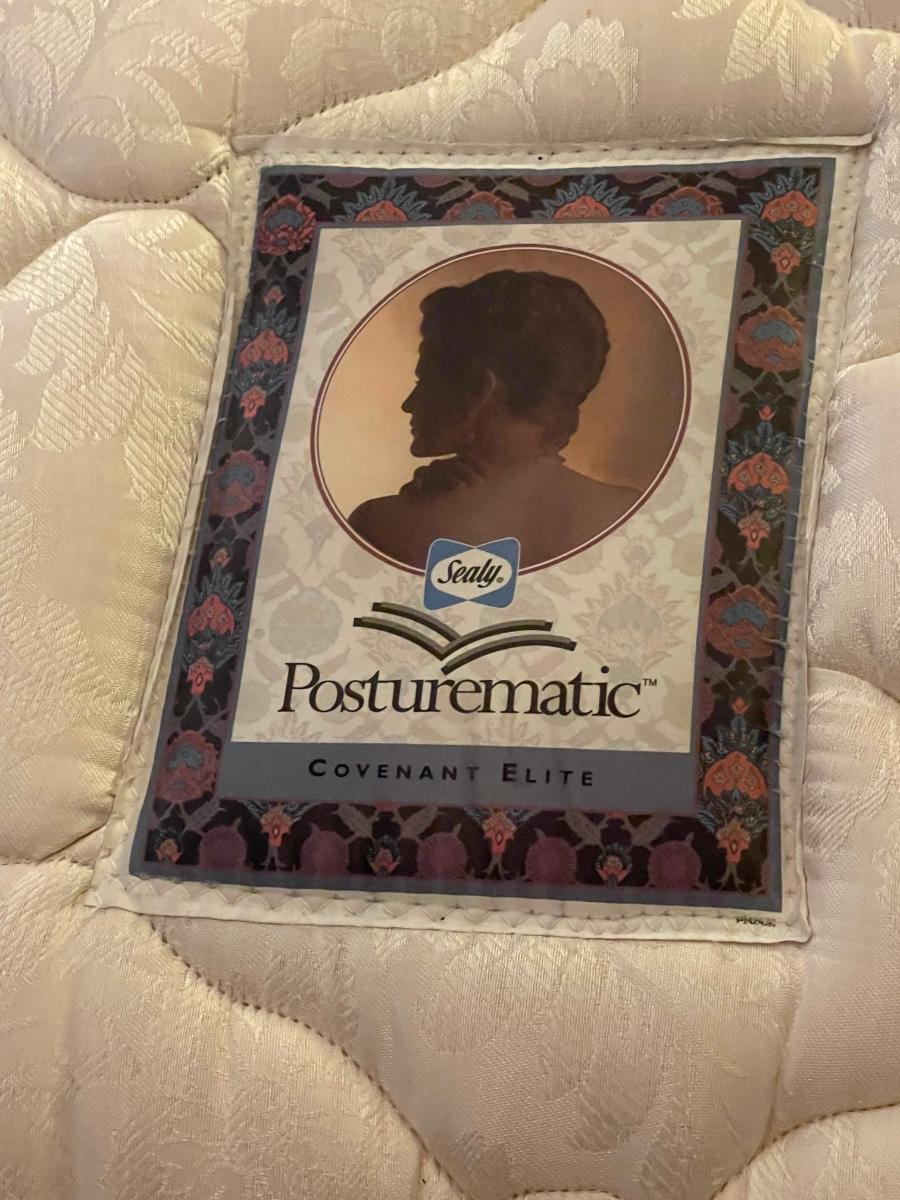 Sealy®
Posturematic™
COVENANT ELITE